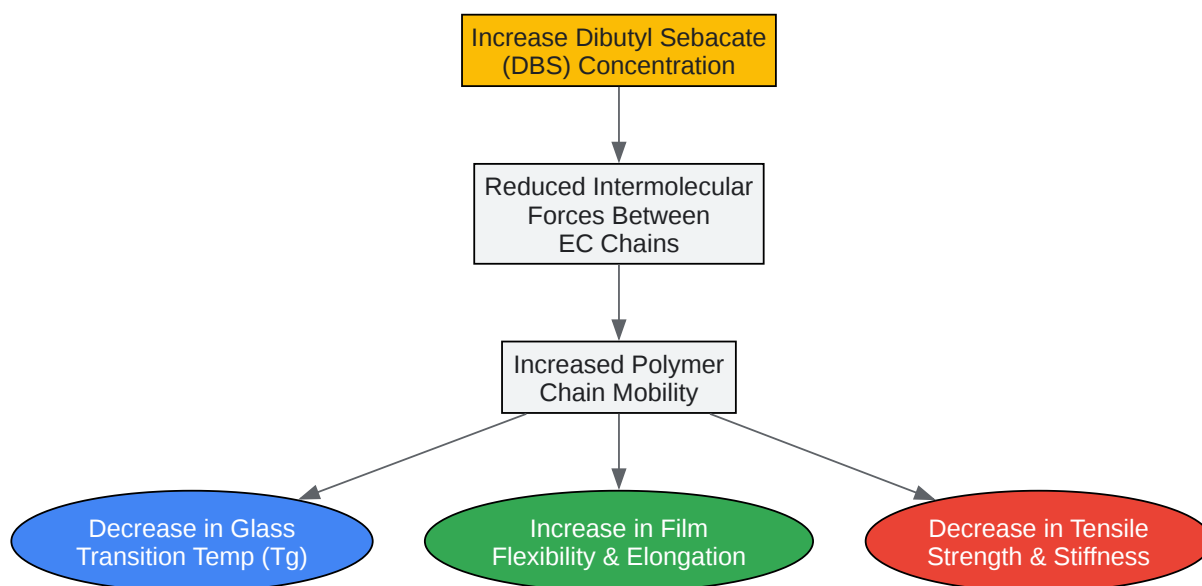 Increase Dibutyl Sebacate
(DBS) Concentration
Reduced Intermolecular
Forces Between
EC Chains
Increased Polymer
Chain Mobility
Decrease in Glass
Transition Temp (Tg)
Increase in Film
Flexibility & Elongation
Decrease in Tensile
Strength & Stiffness